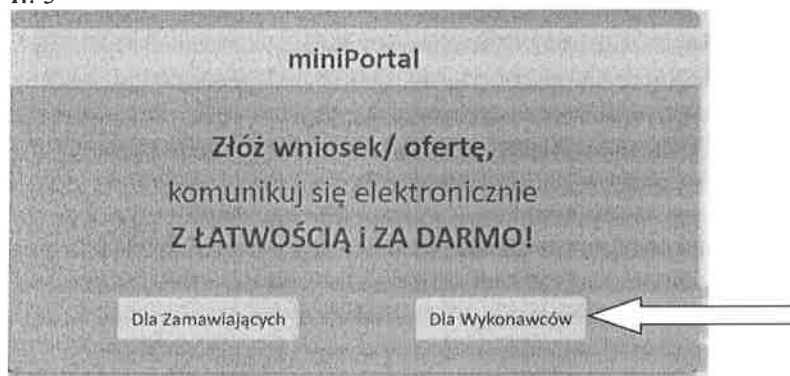 miniPortal
Złóż wniosek/ ofertę,
komunikuj się elektronicznie
Z ŁATWOŚCIĄ i ZA DARMO!
Dla Zamawiających
Dla Wykonawców